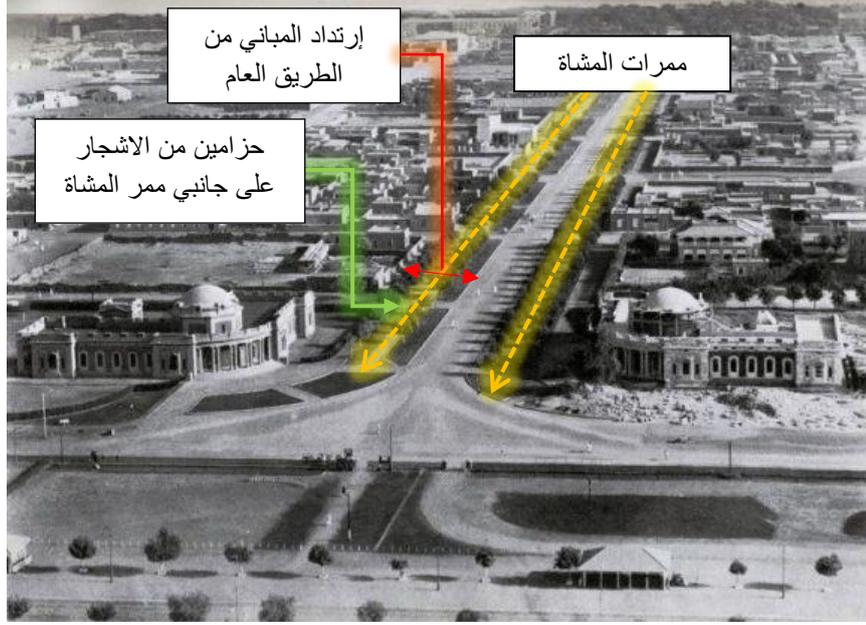 إرتداد المباني من
الطريق العام
ممرات المشاة
حزامين من الاشجار
على جانبي ممر المشاة